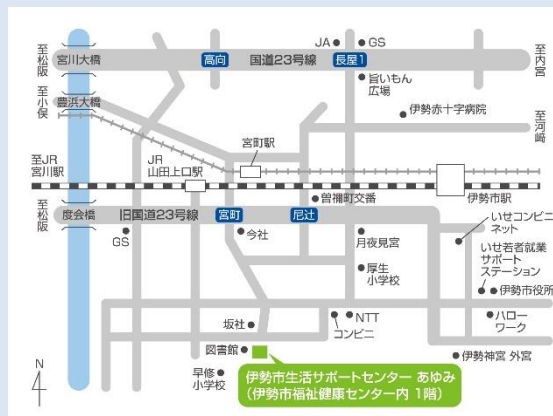 JA
GS
至松阪
宮川大橋
高向
国道23号線
長屋1
至内宮
旨いもん
広場
至小俣
豊浜大橋
伊勢赤十字病院
至河崎
宮町駅
至JR
宮川駅
JR
山田上口駅
曽禰町交番
伊勢市駅
至松阪
度会橋
旧国道23号線
宮町
尼辻
いせコンビニ
ネット
GS
今社
月夜見宮
いせ若者就業
サポート
ステーション
厚生
小学校
伊勢市役所
坂社
コンビニ
NTT
ハロー
ワーク
図書館
伊勢神宮 外宮
早修
小学校
伊勢市生活サポートセンター あゆみ
(伊勢市福祉健康センター内 1階)
N